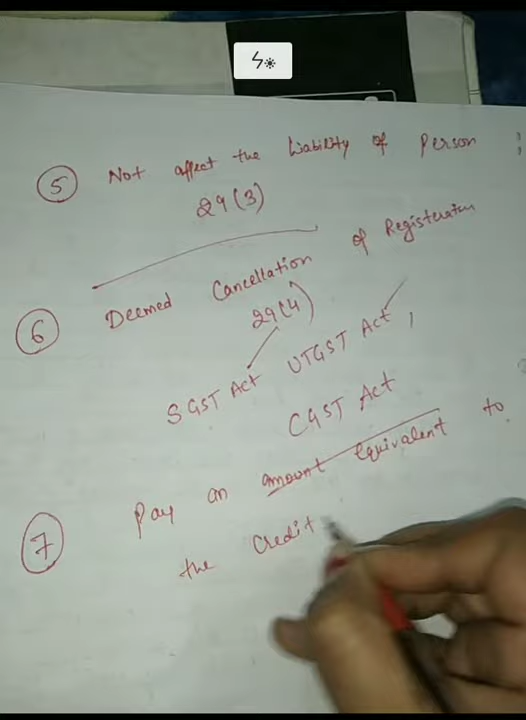 5 Not affect the Liability of Person ;
29(3)
6 Deemed Cancellation of Registration
29(4)
SGST Act UTGST Act ,
CGST Act
7 Pay an amount equivalent to
the Credit